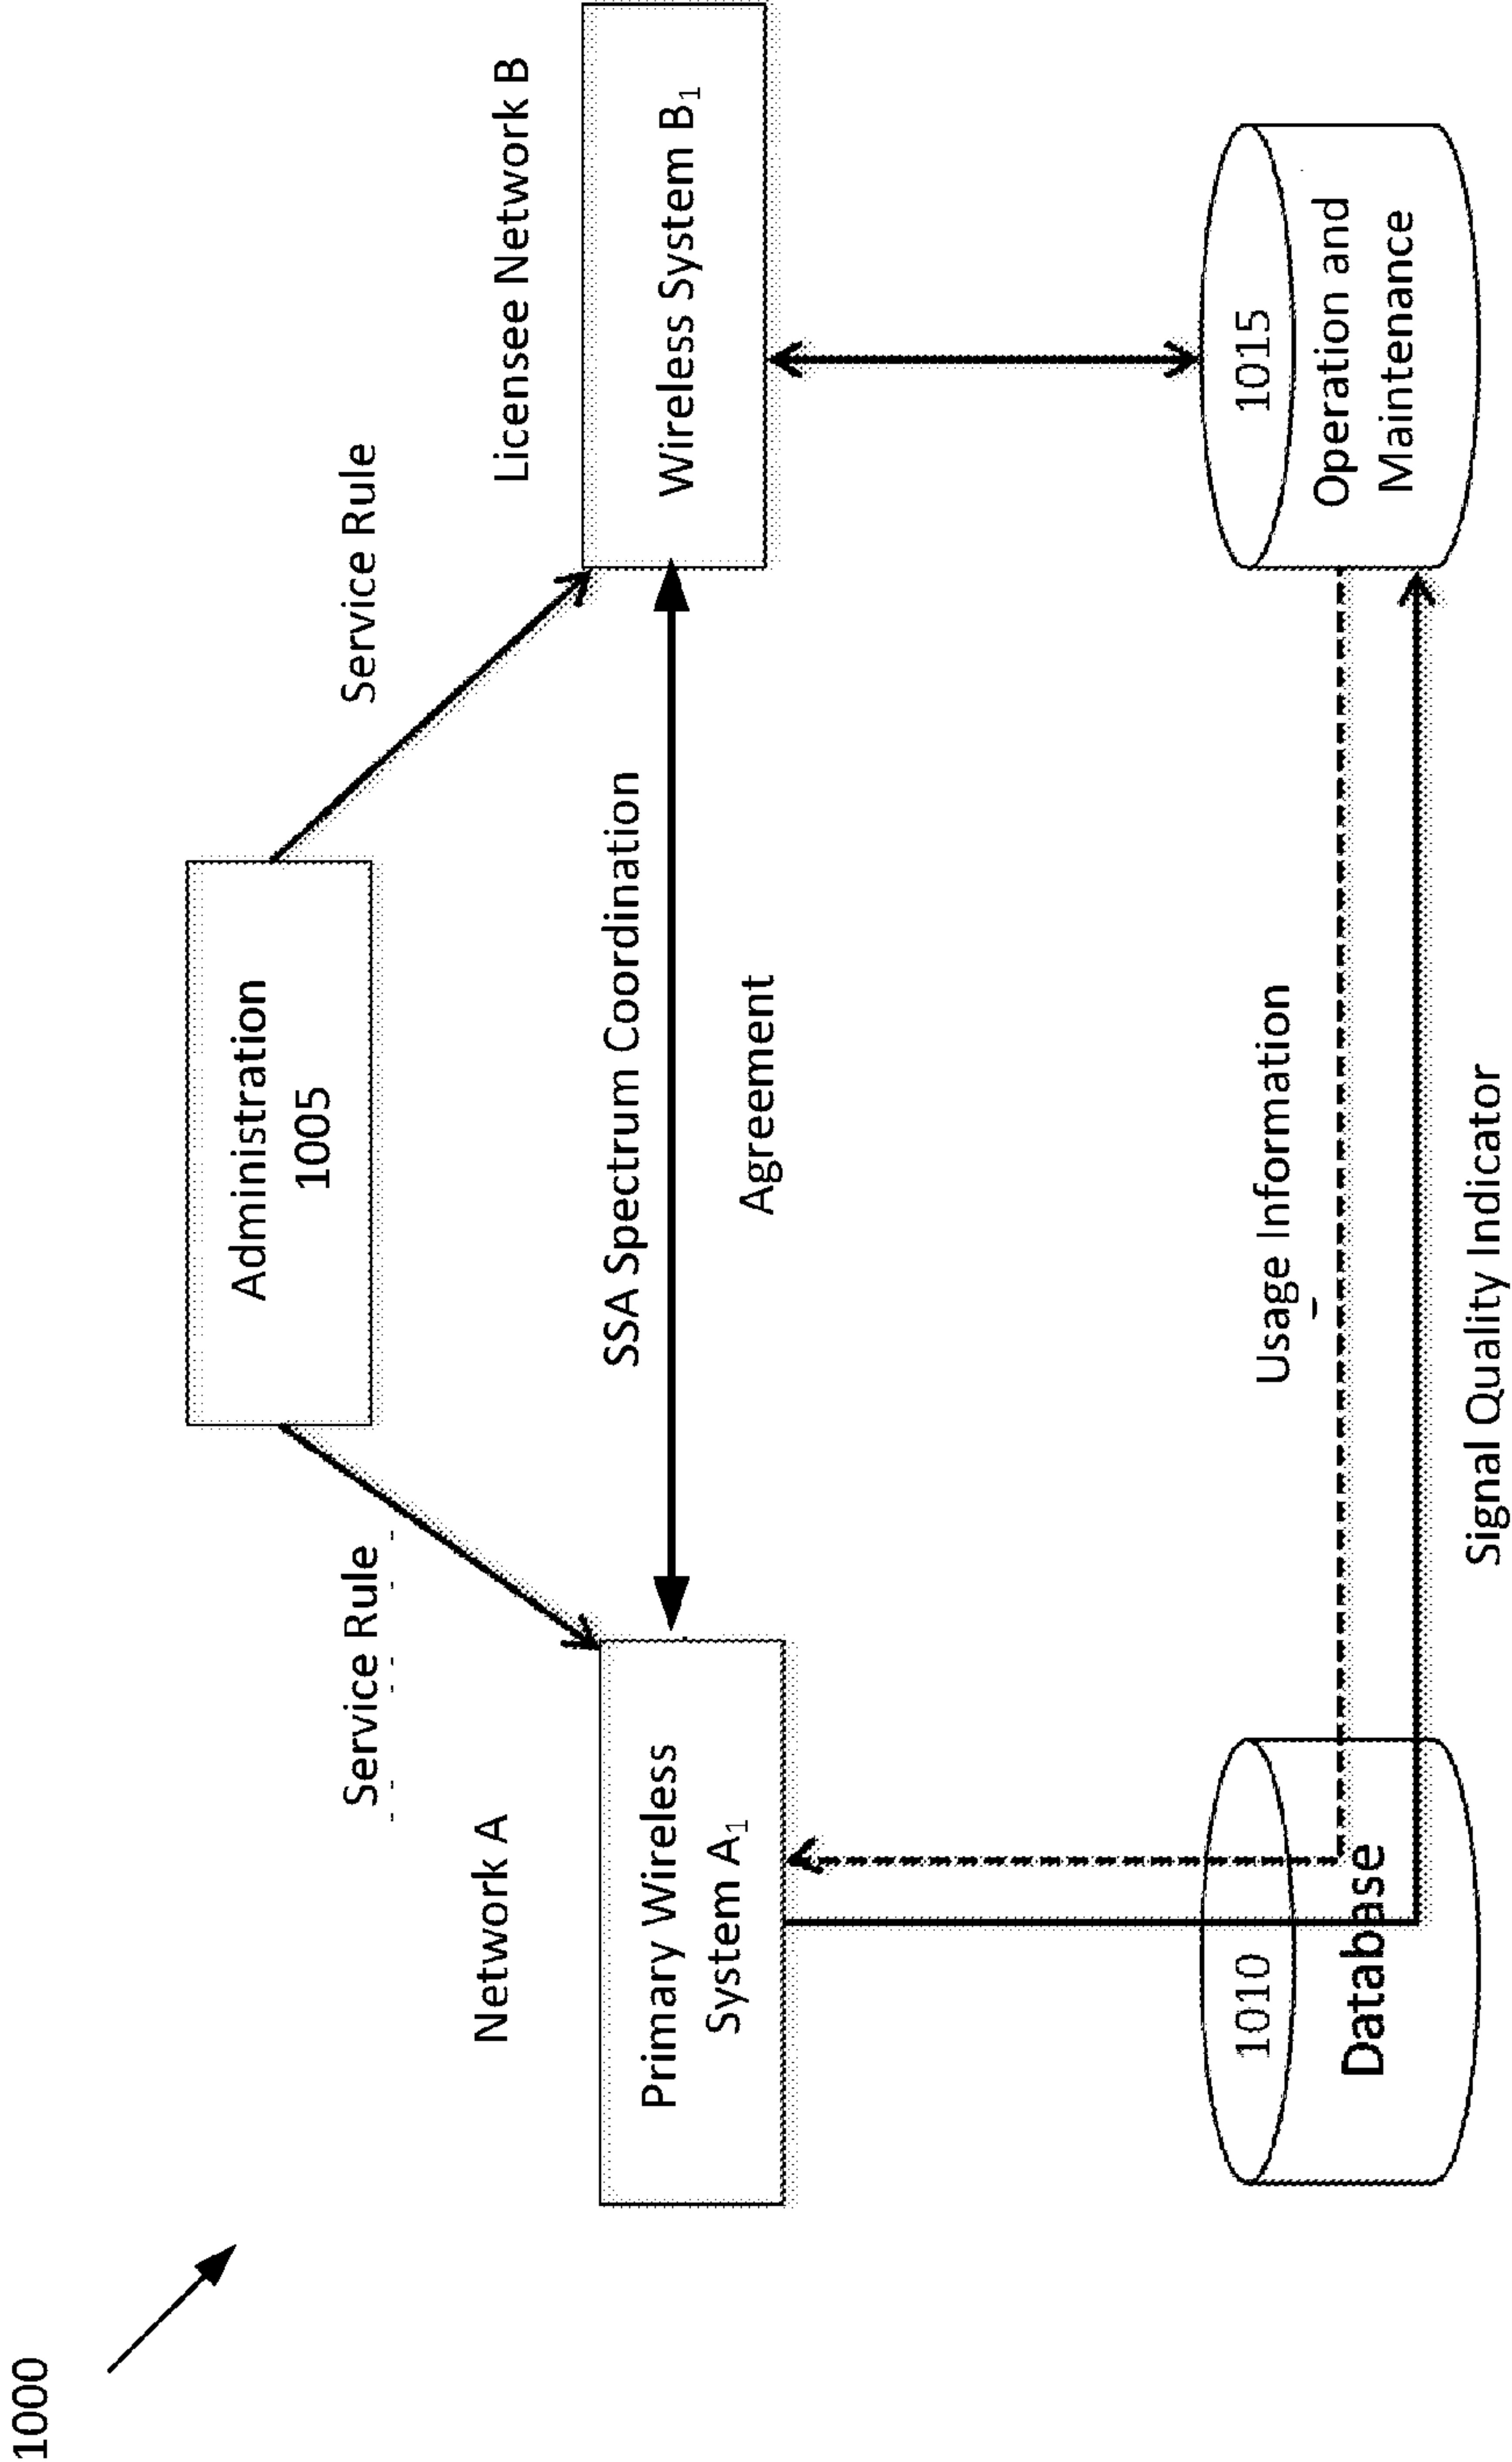 1000
Administration
1005
Service Rule
Service Rule
Network A
Licensee Network B
Primary Wireless
System A₁
SSA Spectrum Coordination
Agreement
Wireless System B₁
1010
Database
Usage Information
Signal Quality Indicator
1015
Operation and
Maintenance